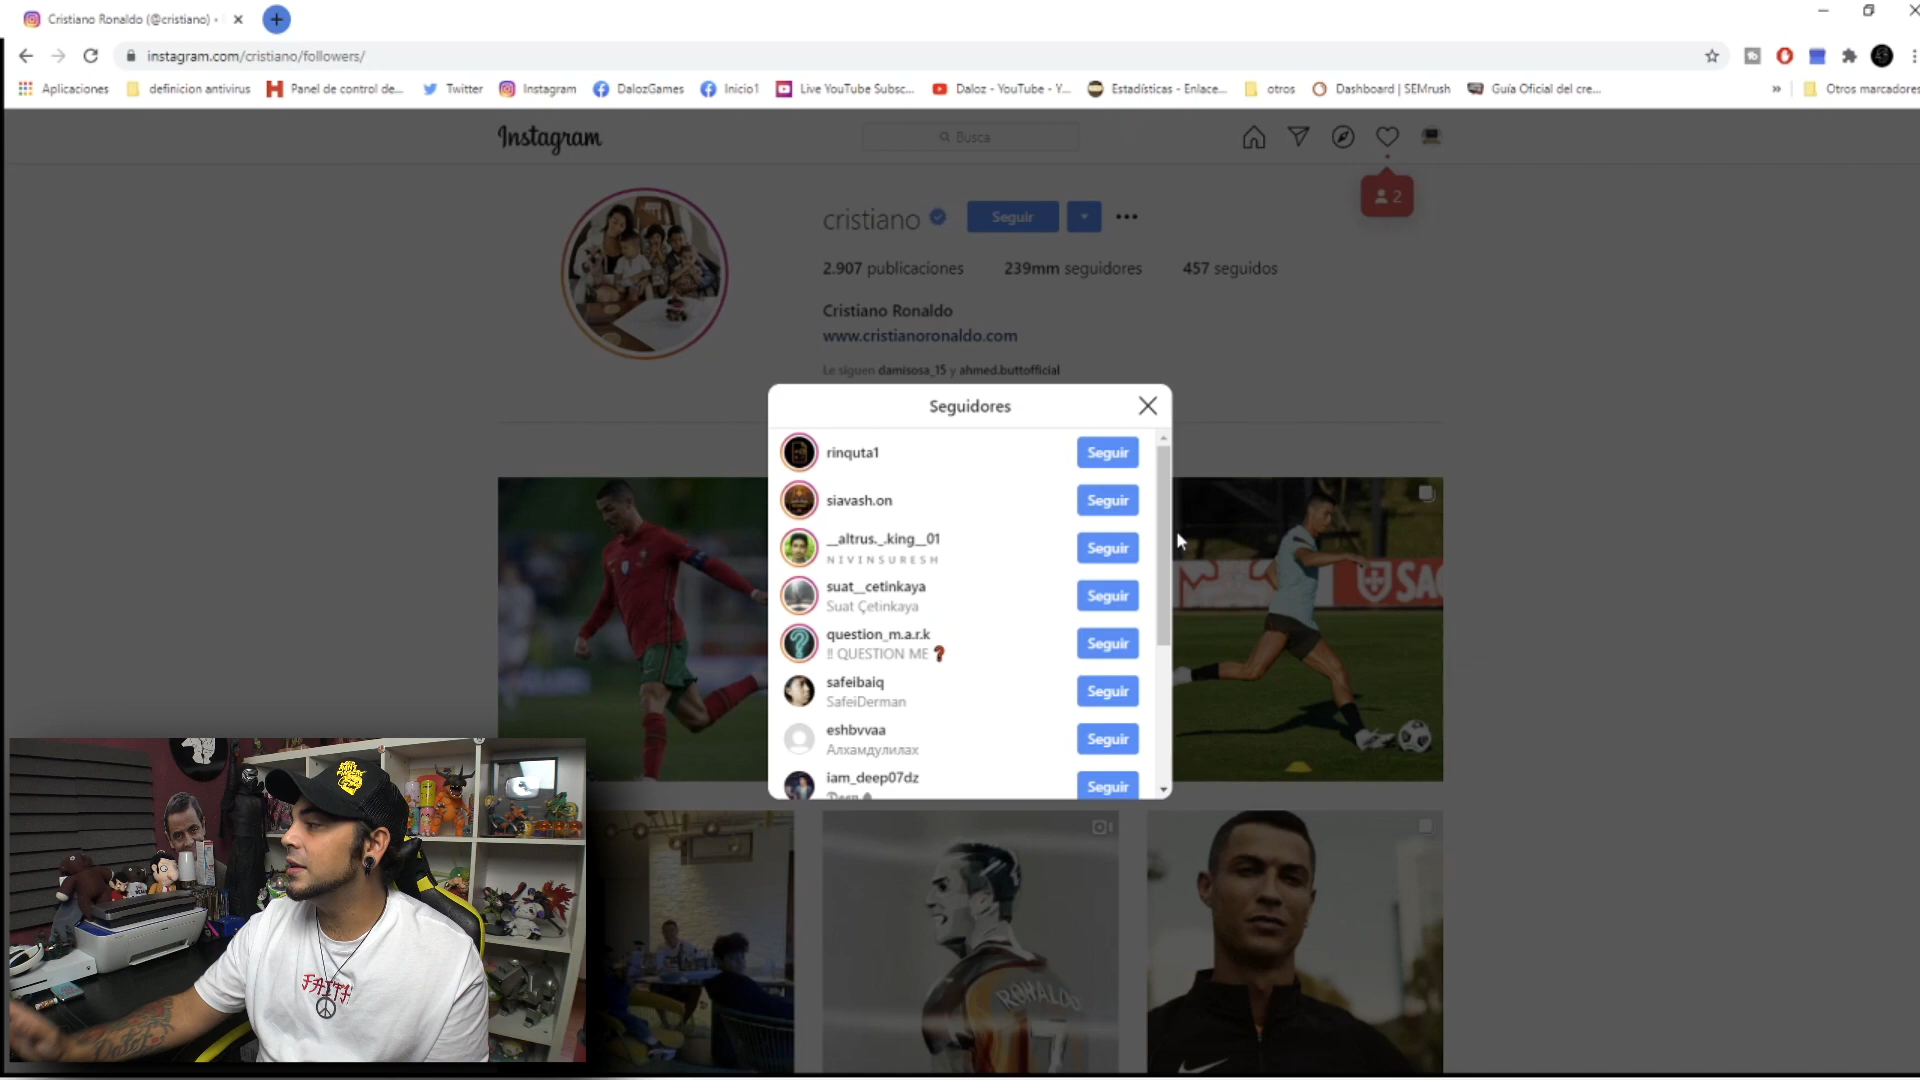 Cristiano Ronaldo (@cristiano) •
instagram.com/cristiano/followers/
Aplicaciones definicion antivirus Panel de control de... Twitter Instagram DalozGames Inicio1 Live YouTube Subsc... Daloz - YouTube - Y... Estadísticas - Enlace... otros Dashboard | SEMrush Guía Oficial del cre... » Otros marcadores
Instagram Busca
2
cristiano Seguir
2.907 publicaciones 239mm seguidores 457 seguidos
Cristiano Ronaldo
www.cristianoronaldo.com
Le siguen damisosa_15 y ahmed.buttofficial
Seguidores
rinquta1 Seguir
siavash.on Seguir
__altrus._.king__01 Seguir
N I V I N S U R E S H
suat__cetinkaya Seguir
Suat Çetinkaya
question_m.a.r.k Seguir
‼ QUESTION ME ❓
safeibaiq Seguir
SafeiDerman
eshbvvaa Seguir
Алхамдулилах
iam_deep07dz Seguir
SAG
RONALDO
7
FAITH